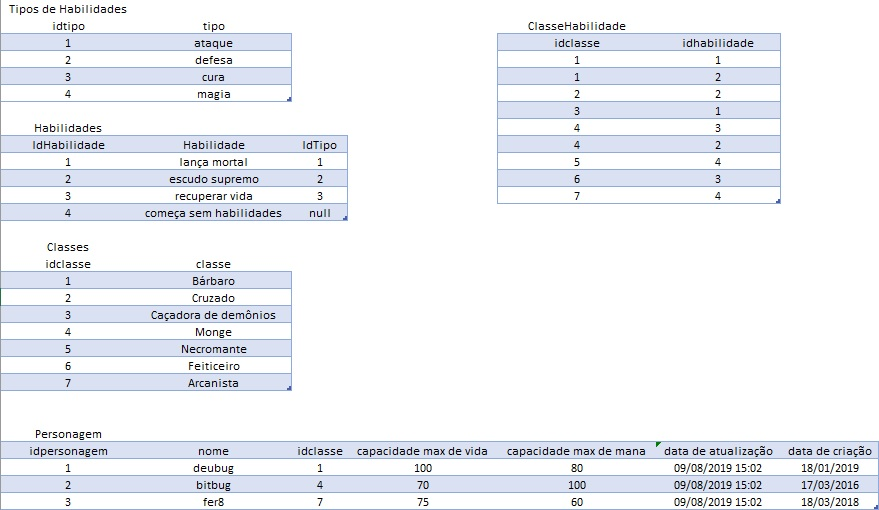 Tipos de Habilidades
idtipo tipo
1 ataque
2 defesa
3 cura
4 magia
Habilidades
IdHabilidade Habilidade IdTipo
1 lança mortal 1
2 escudo supremo 2
3 recuperar vida 3
4 começa sem habilidades null
Classes
idclasse classe
1 Bárbaro
2 Cruzado
3 Caçadora de demônios
4 Monge
5 Necromante
6 Feiticeiro
7 Arcanista
ClasseHabilidade
idclasse idhabilidade
1 1
1 2
2 2
3 1
4 3
4 2
5 4
6 3
7 4
Personagem
idpersonagem nome idclasse capacidade max de vida capacidade max de mana data de atualização data de criação
1 deubug 1 100 80 09/08/2019 15:02 18/01/2019
2 bitbug 4 70 100 09/08/2019 15:02 17/03/2016
3 fer8 7 75 60 09/08/2019 15:02 18/03/2018